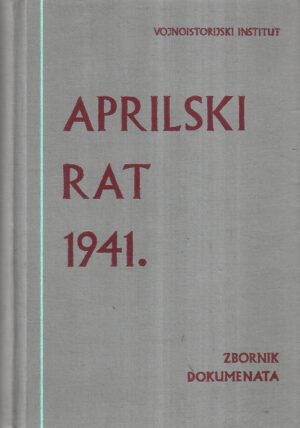 VOJNOISTORIJSKI INSTITUT
APRILSKI
RAT
1941.
ZBORNIK
DOKUMENATA